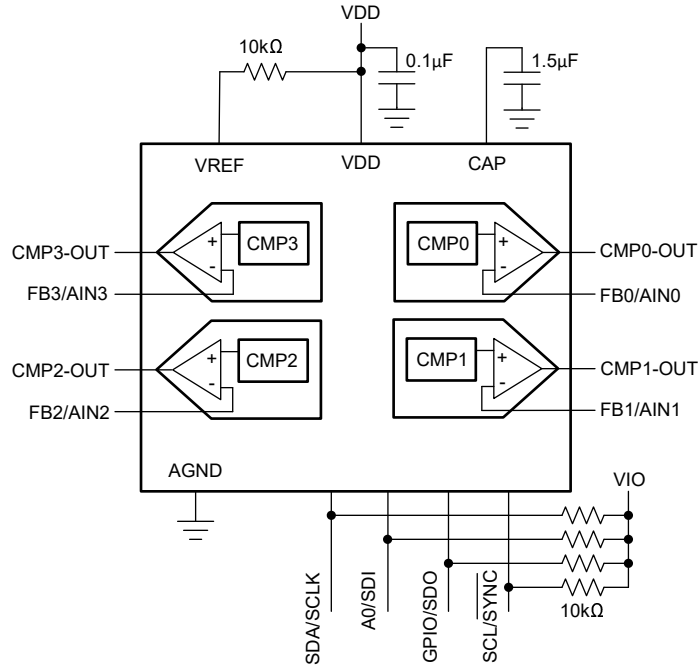 VDD
10kΩ
0.1µF
1.5µF
VREF
VDD
CAP
CMP3-OUT
+
-
CMP3
CMP0
+
-
CMP0-OUT
FB3/AIN3
FB0/AIN0
CMP2-OUT
+
-
CMP2
CMP1
+
-
CMP1-OUT
FB2/AIN2
FB1/AIN1
AGND
VIO
SDA/SCLK
A0/SDI
GPIO/SDO
SCL/SYNC
10kΩ